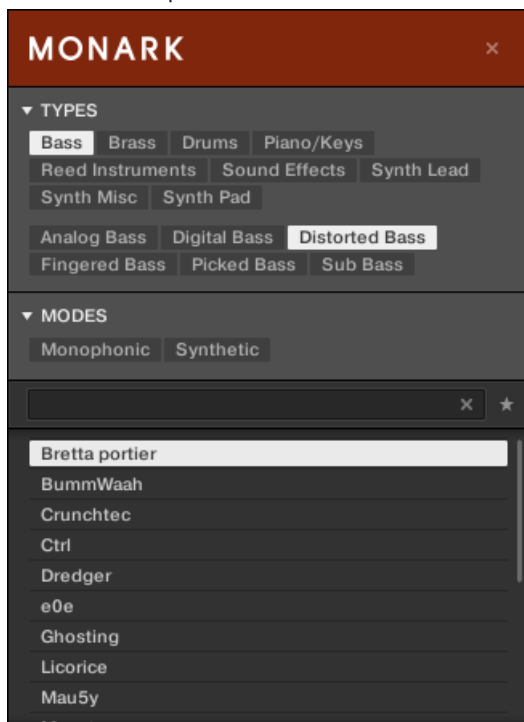 MONARK
TYPES
Bass Brass Drums Piano/Keys
Reed Instruments Sound Effects Synth Lead
Synth Misc Synth Pad
Analog Bass Digital Bass Distorted Bass
Fingered Bass Picked Bass Sub Bass
MODES
Monophonic Synthetic
Bretta portier
BummWaah
Crunchtec
Ctrl
Dredger
e0e
Ghosting
Licorice
Mau5y